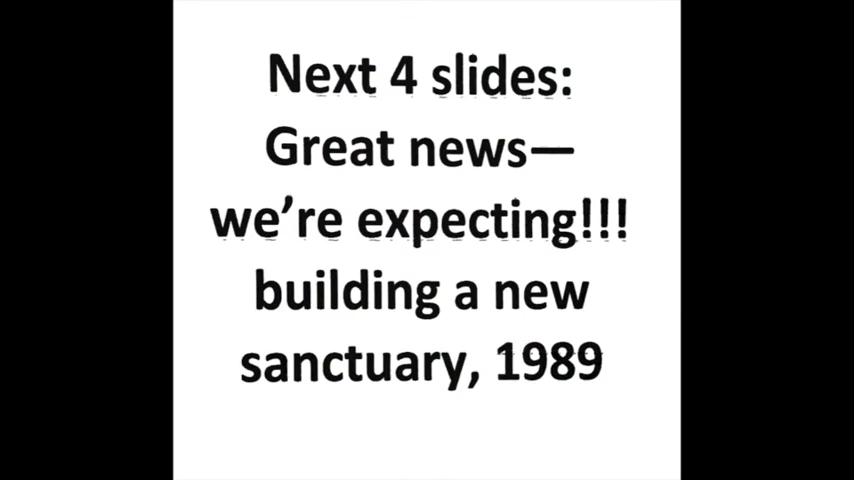 Next 4 slides:
Great news—
we’re expecting!!!
building a new
sanctuary, 1989